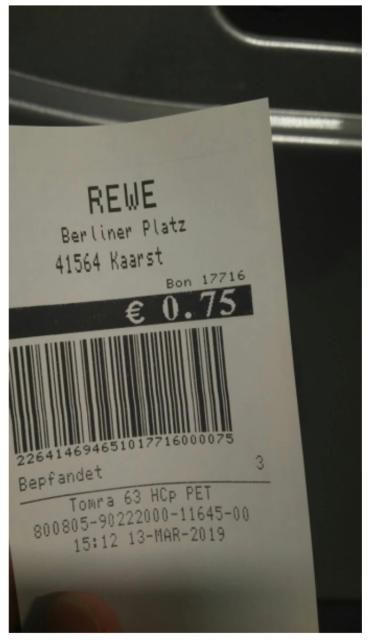 REWE
Berliner Platz
41564 Kaarst
Bon 17716
€ 0.75
226414694651017716000075
Bepfandet 3
Tomra 63 HCp PET
800805-90222000-11645-00
15:12 13-MAR-2019